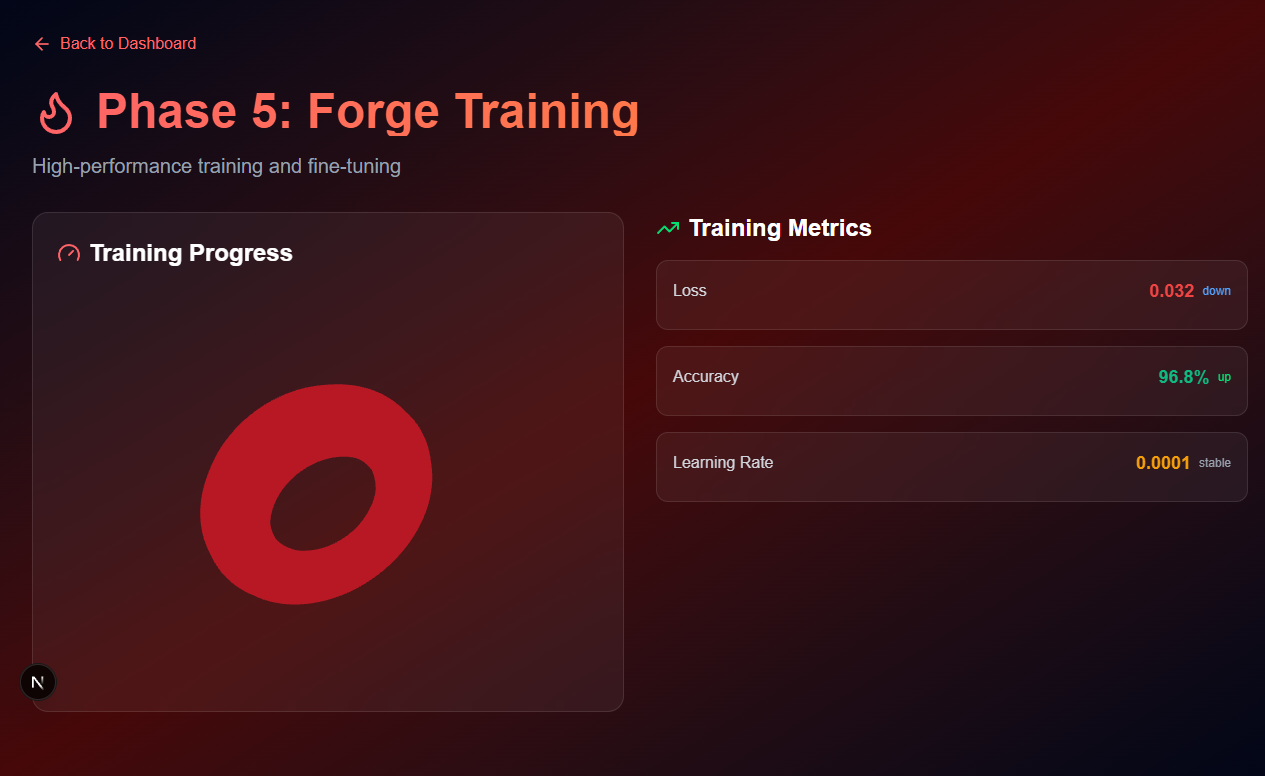 Back to Dashboard
Phase 5: Forge Training
High-performance training and fine-tuning
Training Progress
Training Metrics
Loss
0.032 down
Accuracy
96.8% up
Learning Rate
0.0001 stable
N